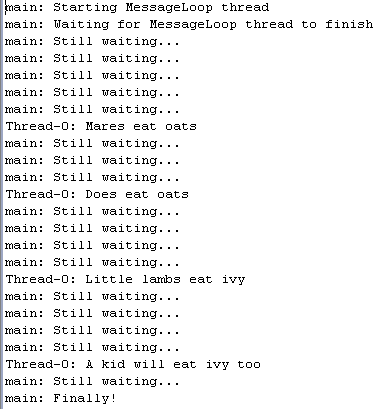 main: Starting MessageLoop thread
main: Waiting for MessageLoop thread to finish
main: Still waiting...
main: Still waiting...
main: Still waiting...
main: Still waiting...
main: Still waiting...
Thread-0: Mares eat oats
main: Still waiting...
main: Still waiting...
main: Still waiting...
Thread-0: Does eat oats
main: Still waiting...
main: Still waiting...
main: Still waiting...
main: Still waiting...
Thread-0: Little lambs eat ivy
main: Still waiting...
main: Still waiting...
main: Still waiting...
main: Still waiting...
Thread-0: A kid will eat ivy too
main: Still waiting...
main: Finally!